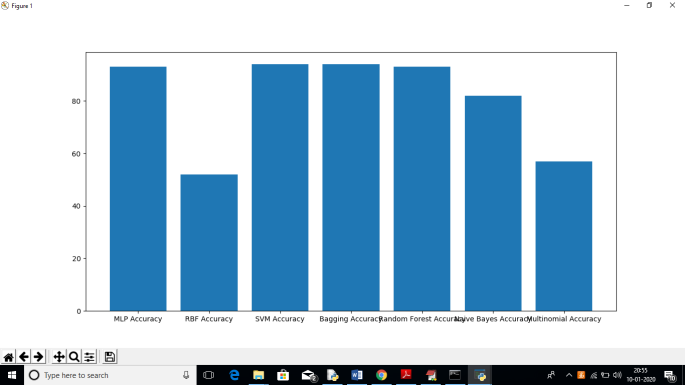 Figure 1
80
60
40
20
0
MLP Accuracy RBF Accuracy SVM Accuracy Bagging Accuracy Random Forest Accuracy Naive Bayes Accuracy Multinomial Accuracy
Type here to search
20:55
10-01-2020